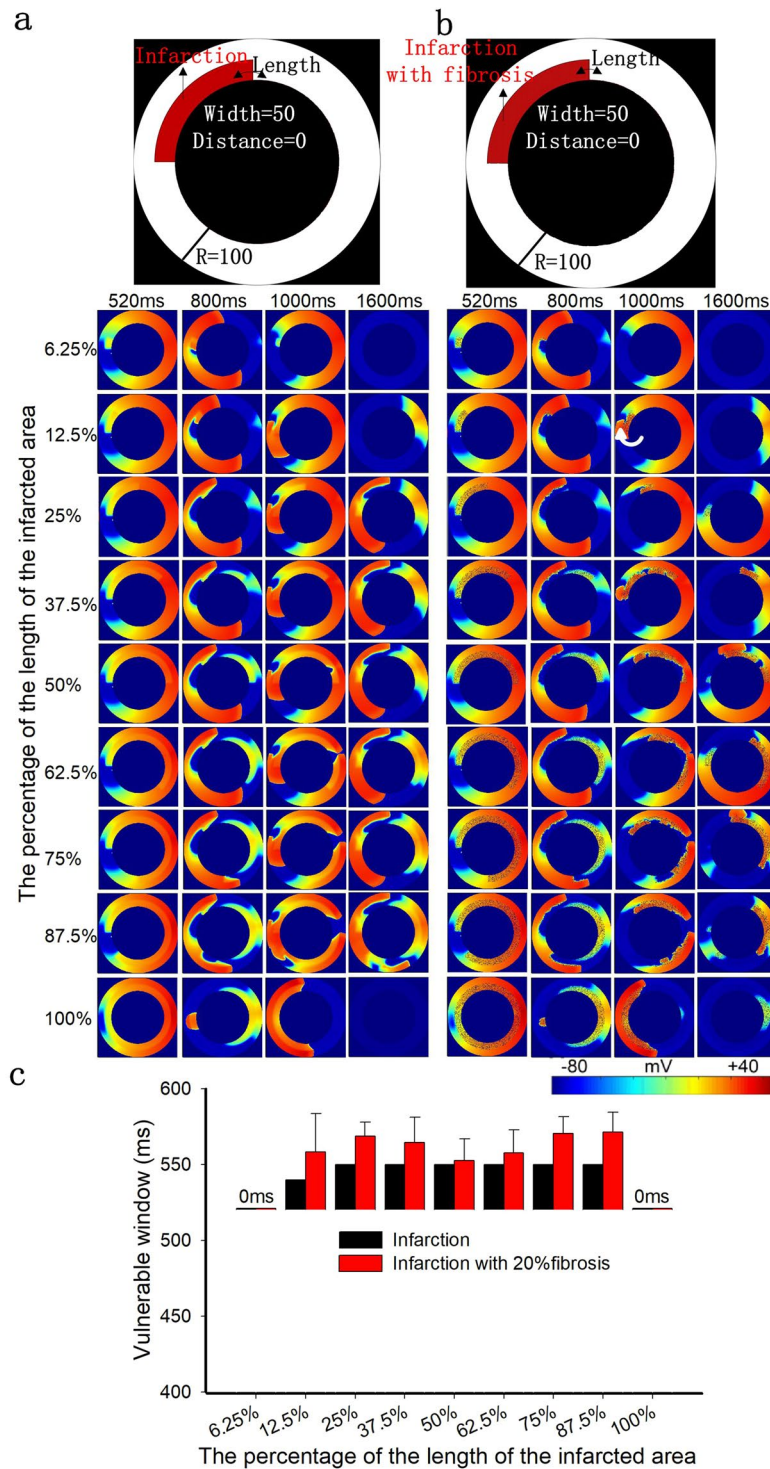 a
b
Infarction
Length
Width=50
Distance=0
R=100
Infarction
with fibrosis
Length
Width=50
Distance=0
R=100
520ms 800ms 1000ms 1600ms
520ms 800ms 1000ms 1600ms
The percentage of the length of the infarcted area
6.25%
12.5%
25%
37.5%
50%
62.5%
75%
87.5%
100%
-80 mV +40
c
Vulnerable window (ms)
600
550
500
450
400
0ms
0ms
Infarction
Infarction with 20%fibrosis
6.25% 12.5% 25% 37.5% 50% 62.5% 75% 87.5% 100%
The percentage of the length of the infarcted area